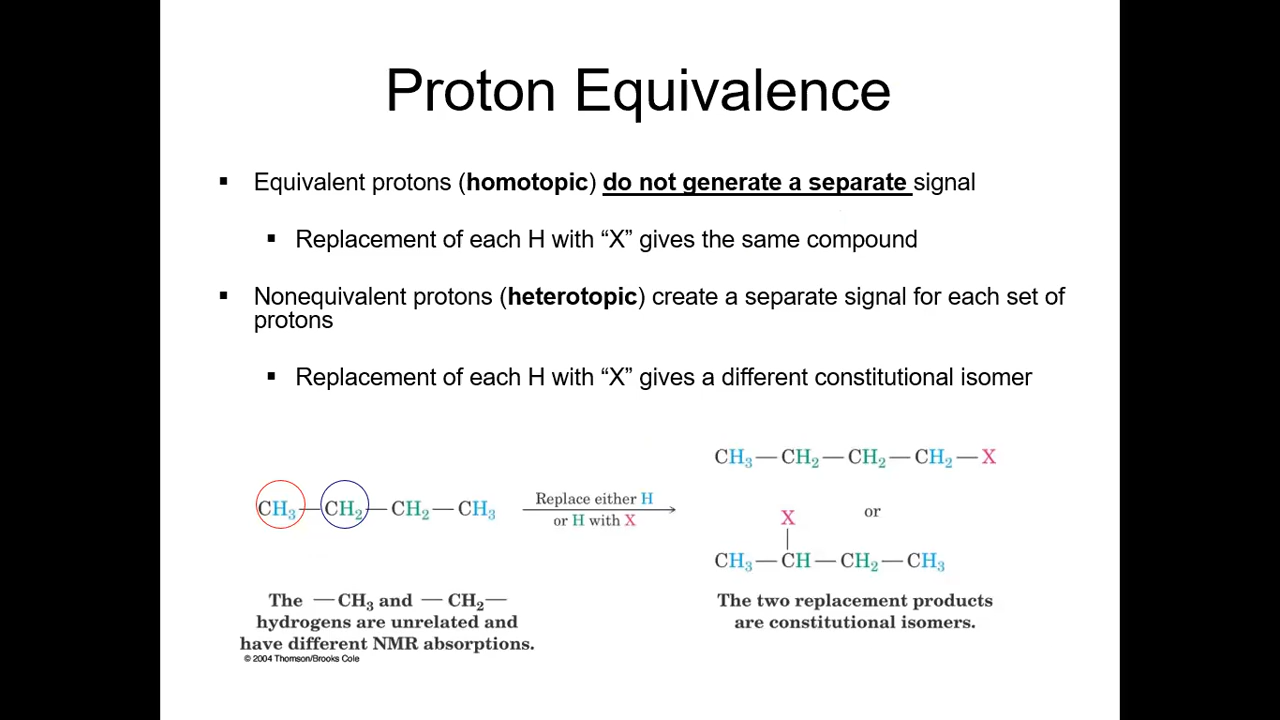 Proton Equivalence
▪ Equivalent protons (homotopic) do not generate a separate signal
▪ Replacement of each H with “X” gives the same compound
▪ Nonequivalent protons (heterotopic) create a separate signal for each set of
protons
▪ Replacement of each H with “X” gives a different constitutional isomer
CH₃—CH₂—CH₂—CH₃
Replace either H
or H with X
CH₃—CH₂—CH₂—CH₂—X
or
X
CH₃—CH—CH₂—CH₃
The —CH₃ and —CH₂—
hydrogens are unrelated and
have different NMR absorptions.
© 2004 Thomson/Brooks Cole
The two replacement products
are constitutional isomers.